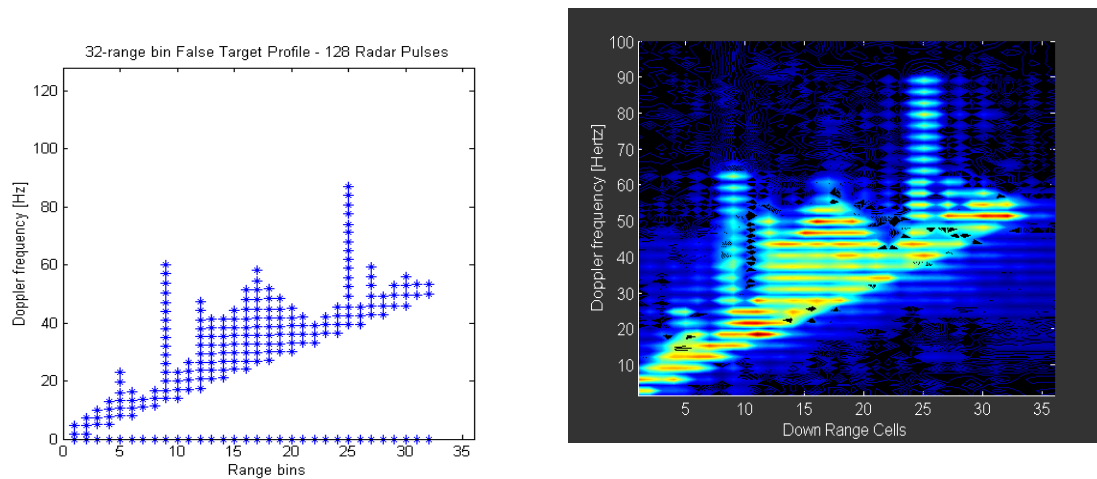 32-range bin False Target Profile - 128 Radar Pulses
Doppler frequency [Hz]
120
100
80
60
40
20
0
0 5 10 15 20 25 30 35
Range bins
Doppler frequency [Hertz]
100
90
80
70
60
50
40
30
20
10
5 10 15 20 25 30 35
Down Range Cells